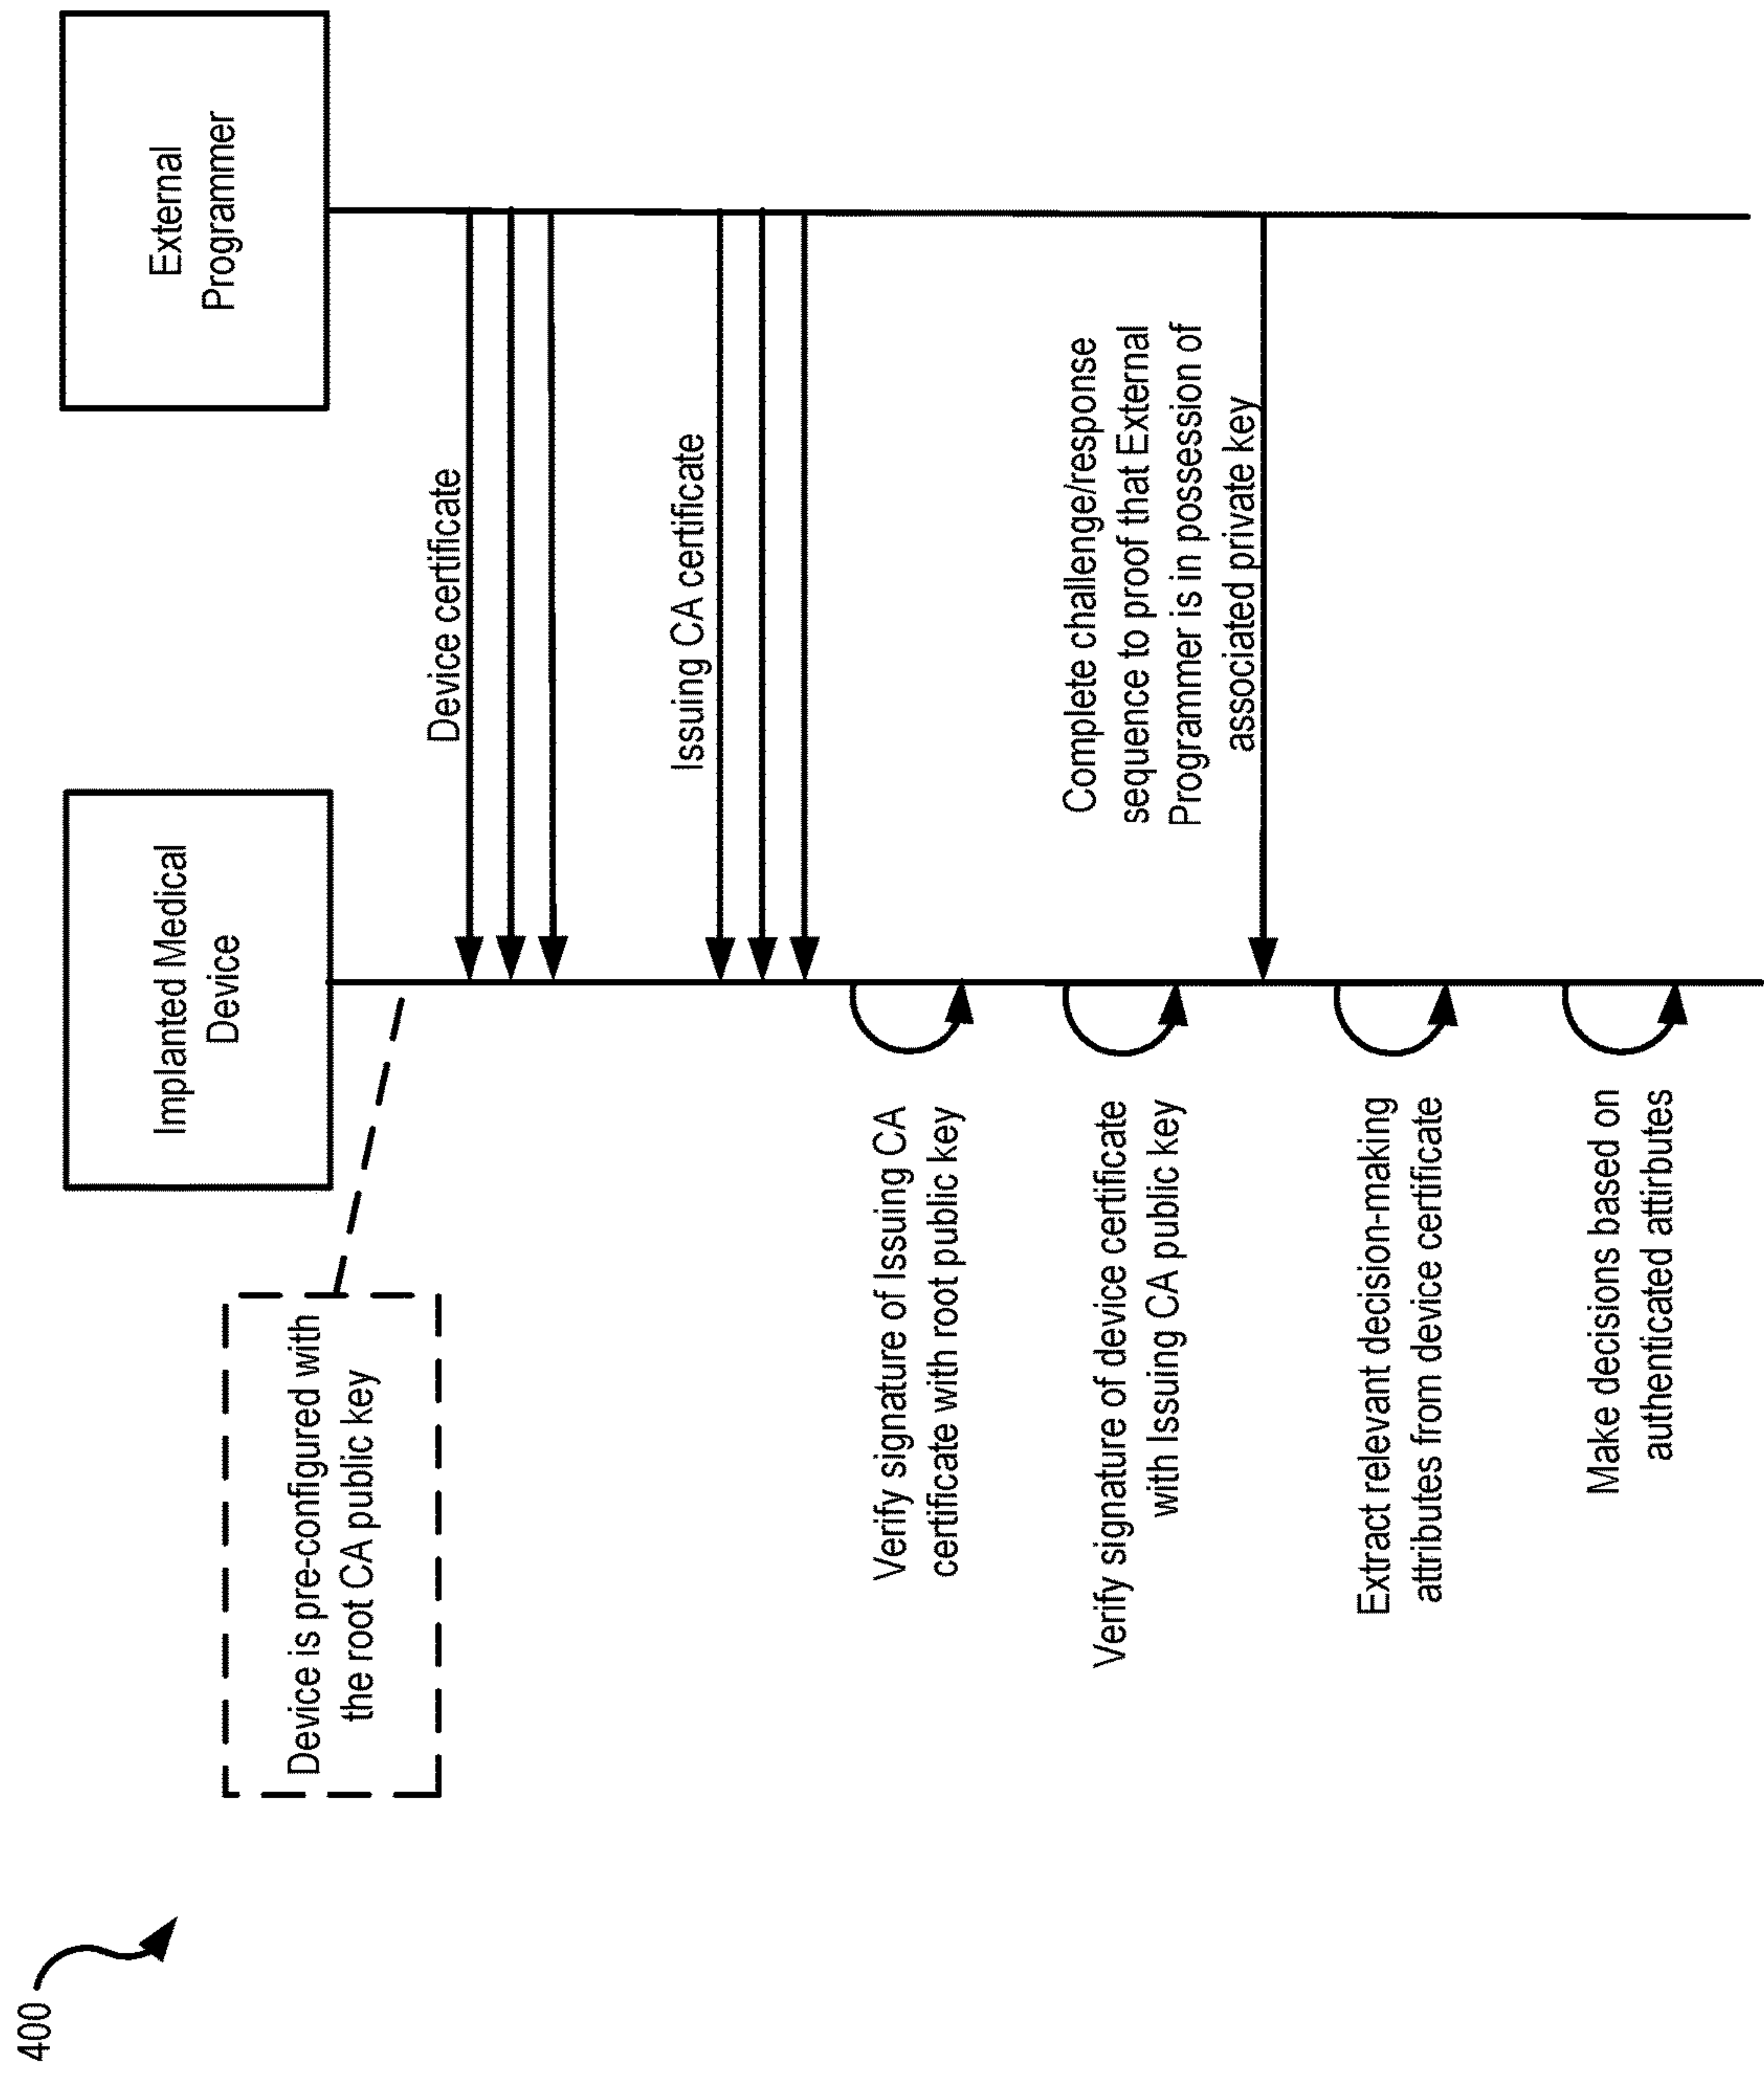 400
Implanted Medical
Device
External
Programmer
Device is pre-configured with
the root CA public key
Device certificate
Issuing CA certificate
Verify signature of Issuing CA
certificate with root public key
Verify signature of device certificate
with Issuing CA public key
Complete challenge/response
sequence to proof that External
Programmer is in possession of
associated private key
Extract relevant decision-making
attributes from device certificate
Make decisions based on
authenticated attirbutes